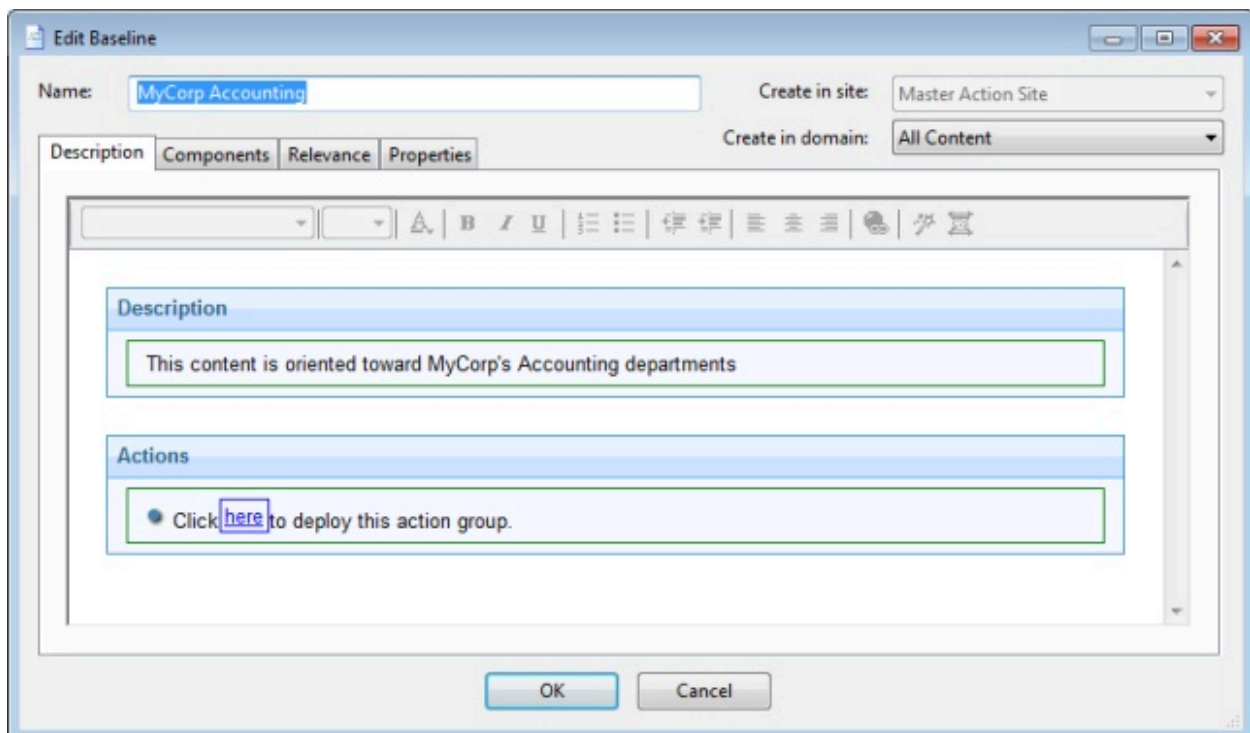 Edit Baseline
Name: MyCorp Accounting Create in site: Master Action Site
Create in domain: All Content
Description Components Relevance Properties
B I U
Description
This content is oriented toward MyCorp's Accounting departments
Actions
Click here to deploy this action group.
OK Cancel